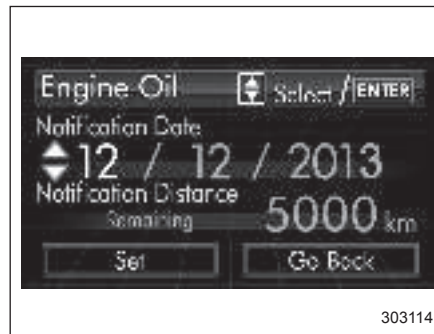 Engine Oil Select / ENTER
Notification Date
12 / 12 / 2013
Notification Distance
Remaining 5000 km
Set Go Back
303114